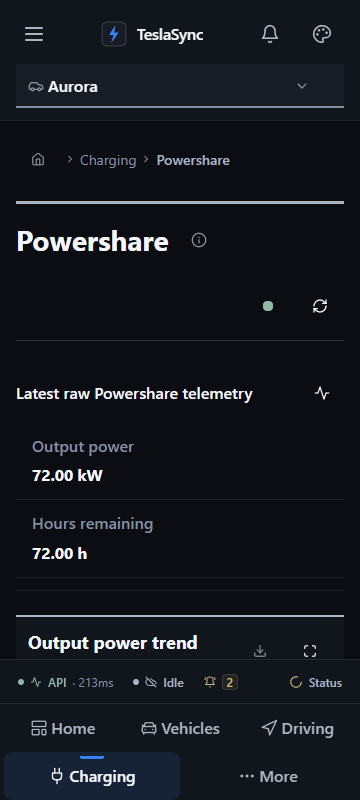 TeslaSync
Aurora
Charging
Powershare
Powershare
Latest raw Powershare telemetry
Output power
72.00 kW
Hours remaining
72.00 h
Output power trend
API · 213ms
Idle
2
Status
Home
Vehicles
Driving
Charging
More